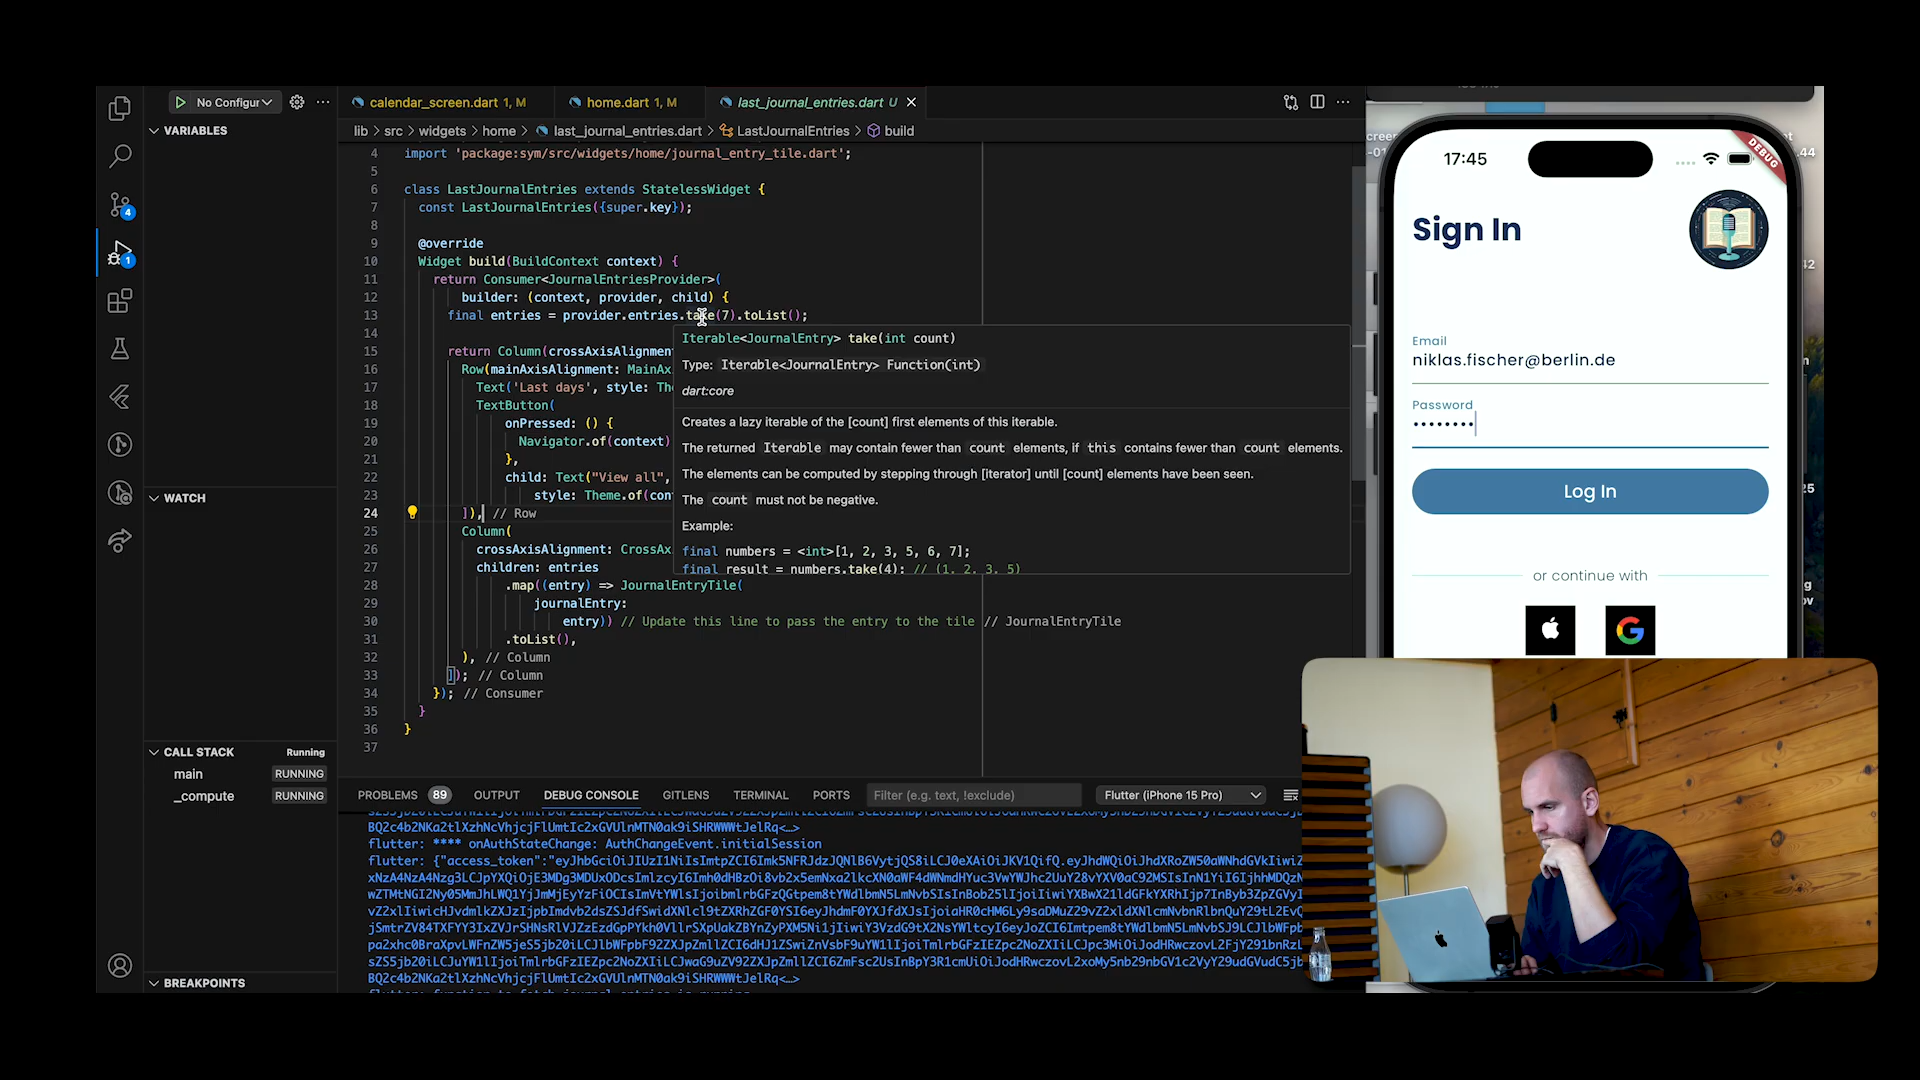 No Configur
VARIABLES
WATCH
CALL STACK
Running
main
RUNNING
_compute
RUNNING
BREAKPOINTS
4
1
calendar_screen.dart 1, M
home.dart 1, M
last_journal_entries.dart U
lib > src > widgets > home > last_journal_entries.dart > LastJournalEntries > build
4 import 'package:sym/src/widgets/home/journal_entry_tile.dart';
5
6 class LastJournalEntries extends StatelessWidget {
7 const LastJournalEntries({super.key});
8
9 @override
10 Widget build(BuildContext context) {
11 return Consumer<JournalEntriesProvider>(
12 builder: (context, provider, child) {
13 final entries = provider.entries.take(7).toList();
14
15 return Column(crossAxisAlignment
16 Row(mainAxisAlignment: MainAx
17 Text('Last days', style: The
18 TextButton(
19 onPressed: () {
20 Navigator.of(context)
21 },
22 child: Text("View all",
23 style: Theme.of(con
24 ]), // Row
25 Column(
26 crossAxisAlignment: CrossAx
27 children: entries
28 .map((entry) => JournalEntryTile(
29 journalEntry:
30 entry)) // Update this line to pass the entry to the tile // JournalEntryTile
31 .toList(),
32 ), // Column
33 ]); // Column
34 }); // Consumer
35 }
36 }
37
Iterable<JournalEntry> take(int count)
Type: Iterable<JournalEntry> Function(int)
dart:core
Creates a lazy iterable of the [count] first elements of this iterable.
The returned Iterable may contain fewer than count elements, if this contains fewer than count elements.
The elements can be computed by stepping through [iterator] until [count] elements have been seen.
The count must not be negative.
Example:
final numbers = <int>[1, 2, 3, 5, 6, 7];
final result = numbers.take(4); // (1, 2, 3, 5)
PROBLEMS 89 OUTPUT DEBUG CONSOLE GITLENS TERMINAL PORTS
Filter (e.g. text, !exclude)
Flutter (iPhone 15 Pro)
flutter: **** onAuthStateChange: AuthChangeEvent.initialSession
17:45
DEBUG
Sign In
Email
niklas.fischer@berlin.de
Password
Log In
or continue with